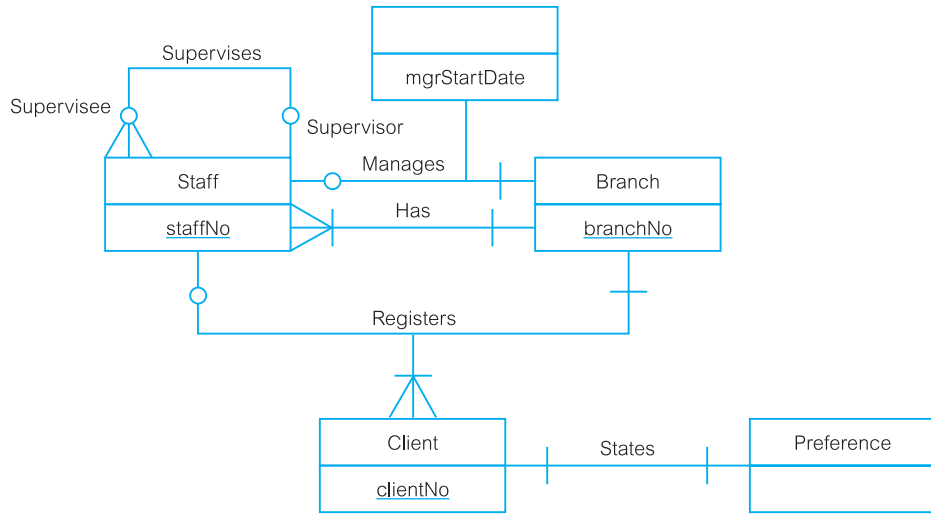 Supervises
mgrStartDate
Supervisee
Supervisor
Manages
Staff
Branch
Has
staffNo
branchNo
Registers
Client
States
Preference
clientNo